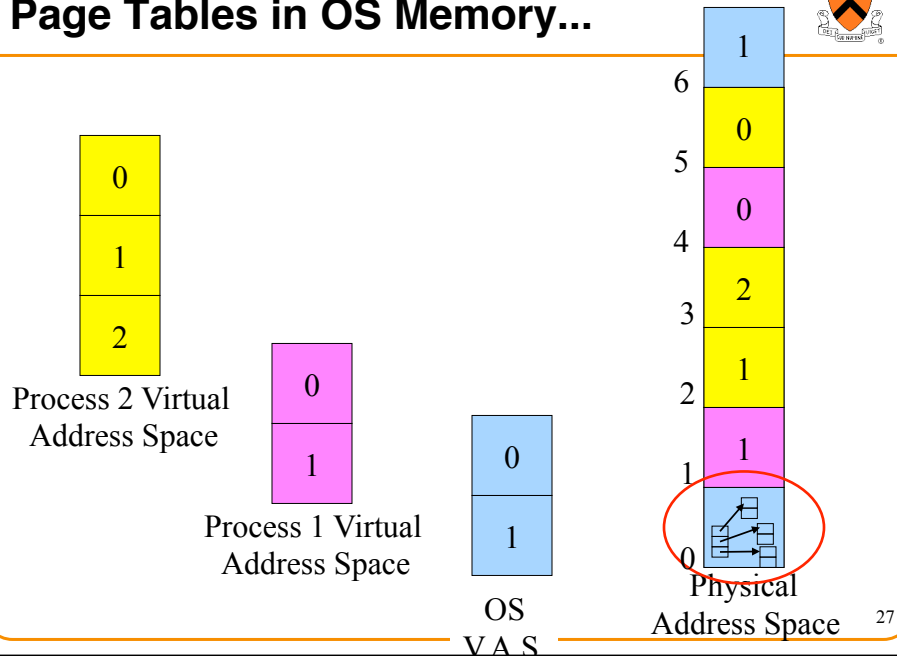 Page Tables in OS Memory...
0
1
2
Process 2 Virtual
Address Space
0
1
Process 1 Virtual
Address Space
0
1
OS
V.A.S.
1
6
0
5
0
4
2
3
1
2
1
1
0
Physical
Address Space
27